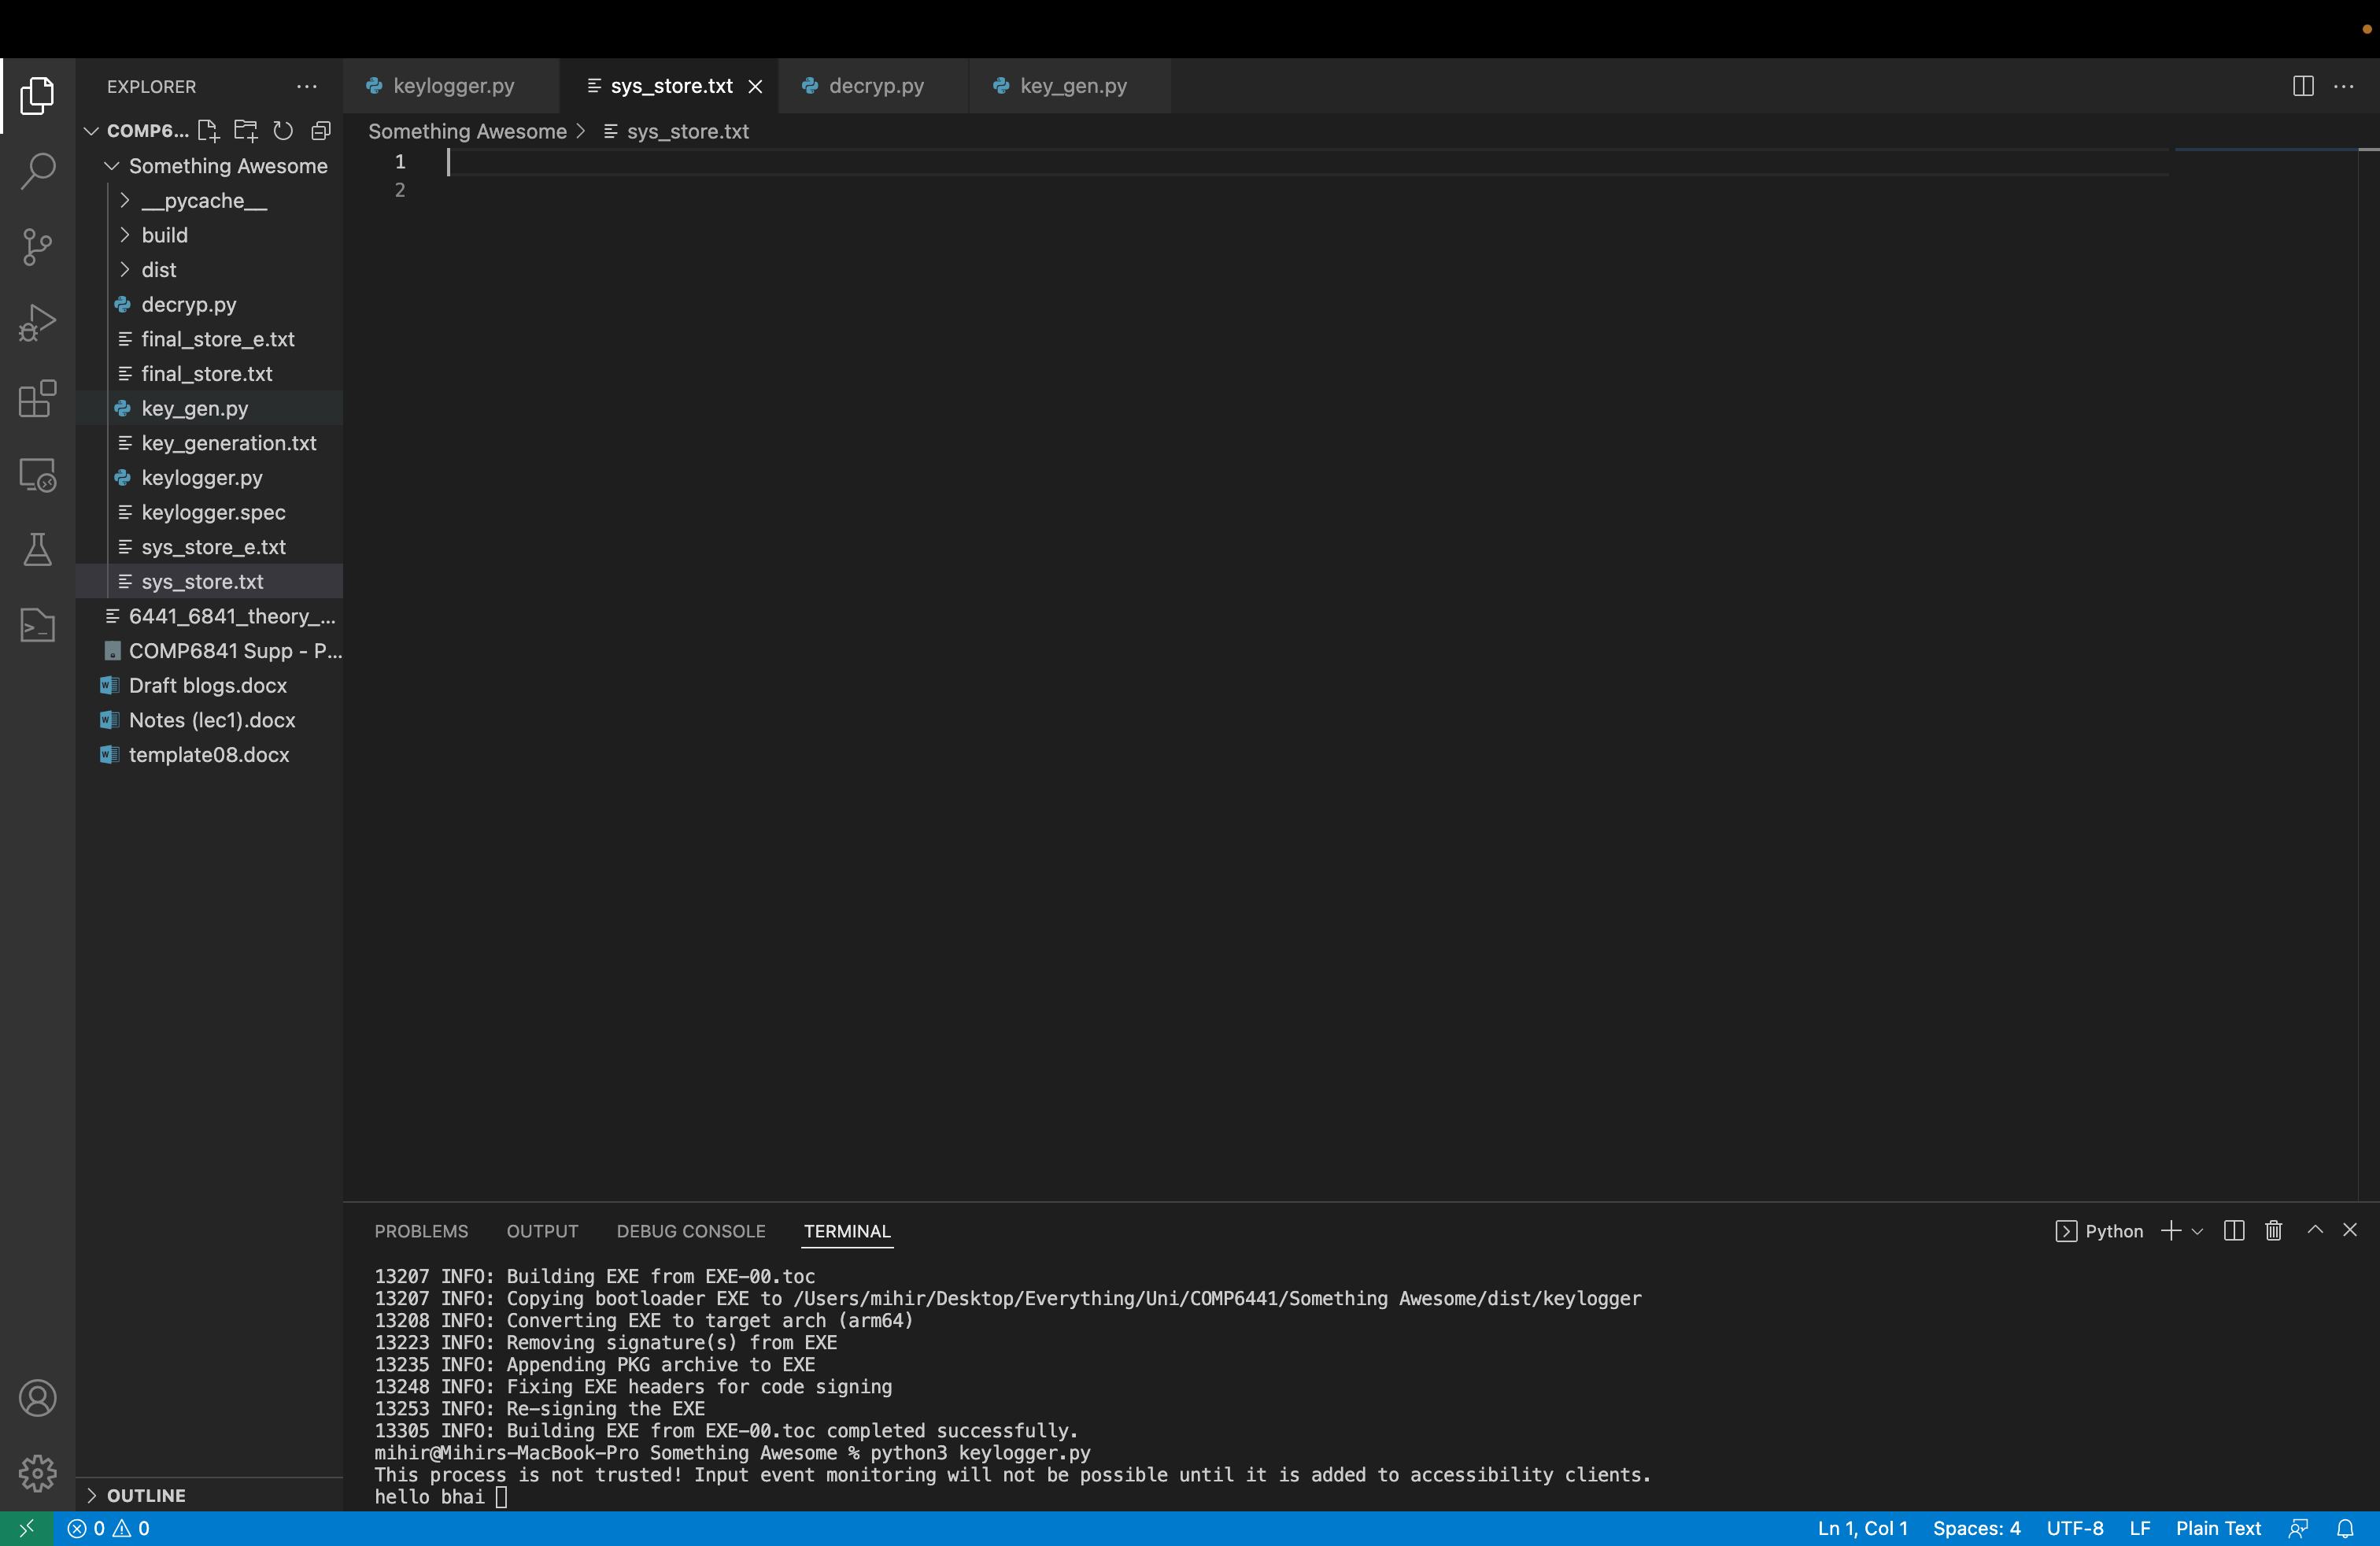 EXPLORER
keylogger.py
sys_store.txt
decryp.py
key_gen.py
COMP6...
Something Awesome > sys_store.txt
Something Awesome
__pycache__
build
dist
decryp.py
final_store_e.txt
final_store.txt
key_gen.py
key_generation.txt
keylogger.py
keylogger.spec
sys_store_e.txt
sys_store.txt
6441_6841_theory_...
COMP6841 Supp - P...
Draft blogs.docx
Notes (lec1).docx
template08.docx
OUTLINE
1
2
PROBLEMS OUTPUT DEBUG CONSOLE TERMINAL
Python
13207 INFO: Building EXE from EXE-00.toc
13207 INFO: Copying bootloader EXE to /Users/mihir/Desktop/Everything/Uni/COMP6441/Something Awesome/dist/keylogger
13208 INFO: Converting EXE to target arch (arm64)
13223 INFO: Removing signature(s) from EXE
13235 INFO: Appending PKG archive to EXE
13248 INFO: Fixing EXE headers for code signing
13253 INFO: Re-signing the EXE
13305 INFO: Building EXE from EXE-00.toc completed successfully.
mihir@Mihirs-MacBook-Pro Something Awesome % python3 keylogger.py
This process is not trusted! Input event monitoring will not be possible until it is added to accessibility clients.
hello bhai
0 0
Ln 1, Col 1 Spaces: 4 UTF-8 LF Plain Text